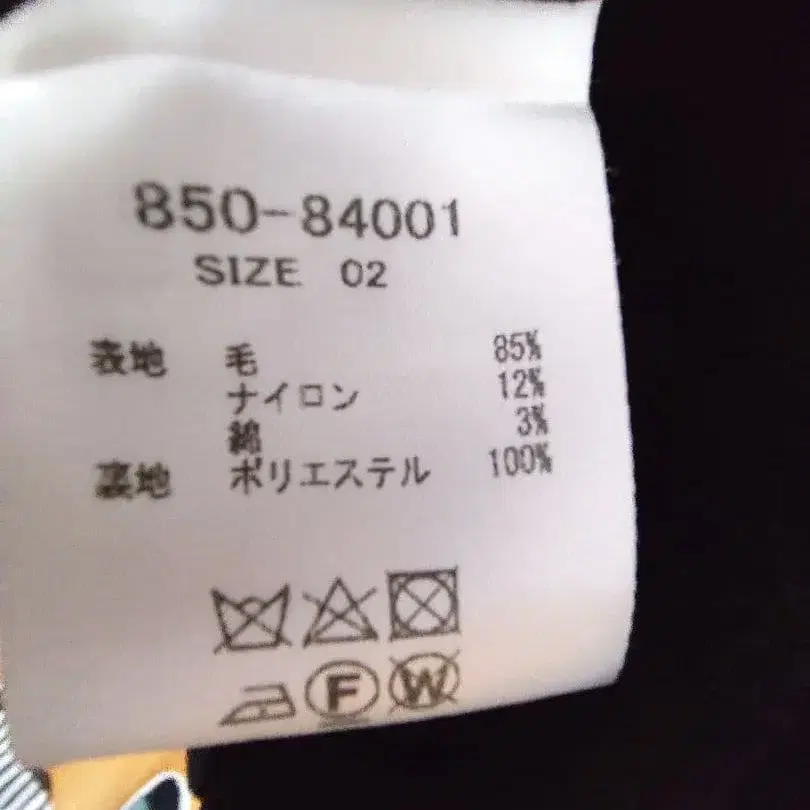 850-84001
SIZE 02
表地 毛 85%
ナイロン 12%
綿 3%
裏地 ポリエステル 100%
F W